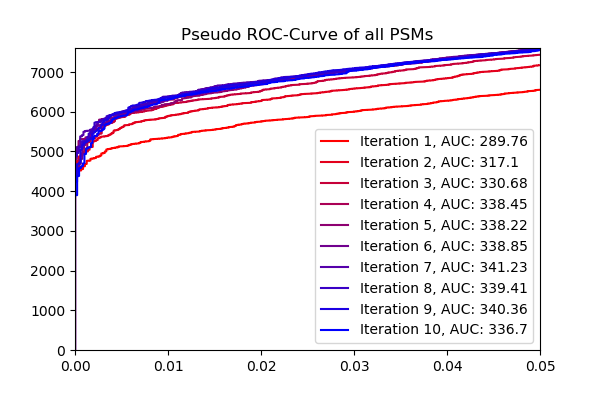 Pseudo ROC-Curve of all PSMs
7000
6000
5000
4000
3000
2000
1000
0
0.00 0.01 0.02 0.03 0.04 0.05
Iteration 1, AUC: 289.76
Iteration 2, AUC: 317.1
Iteration 3, AUC: 330.68
Iteration 4, AUC: 338.45
Iteration 5, AUC: 338.22
Iteration 6, AUC: 338.85
Iteration 7, AUC: 341.23
Iteration 8, AUC: 339.41
Iteration 9, AUC: 340.36
Iteration 10, AUC: 336.7